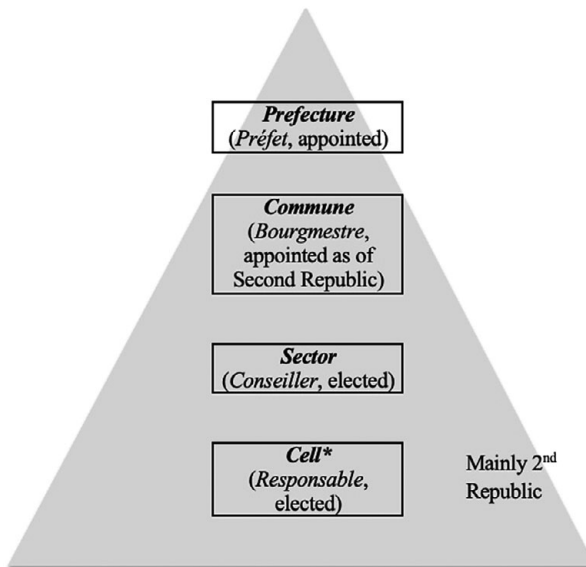 Prefecture
(Préfet, appointed)
Commune
(Bourgmestre,
appointed as of
Second Republic)
Sector
(Conseiller, elected)
Cell*
(Responsable,
elected)
Mainly 2nd
Republic